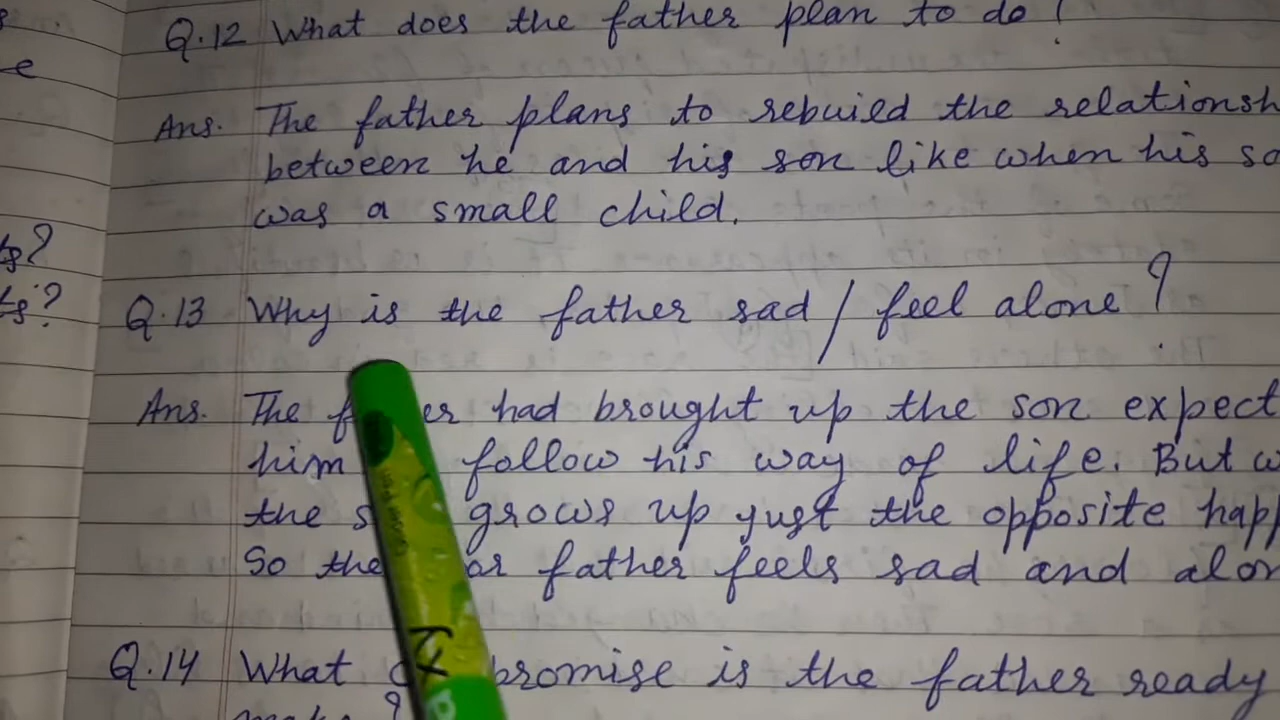 e
Q.12 What does the father plan to do ?
Ans. The father plans to rebuild the relationsh
between he and his son like when his so
was a small child.
Q.13 Why is the father sad / feel alone ?
Ans. The had brought up the son expect
him follow his way of life. But w
the grows up just the opposite happ
So the father feels sad and alon
Q.14 What is the father ready
make ?